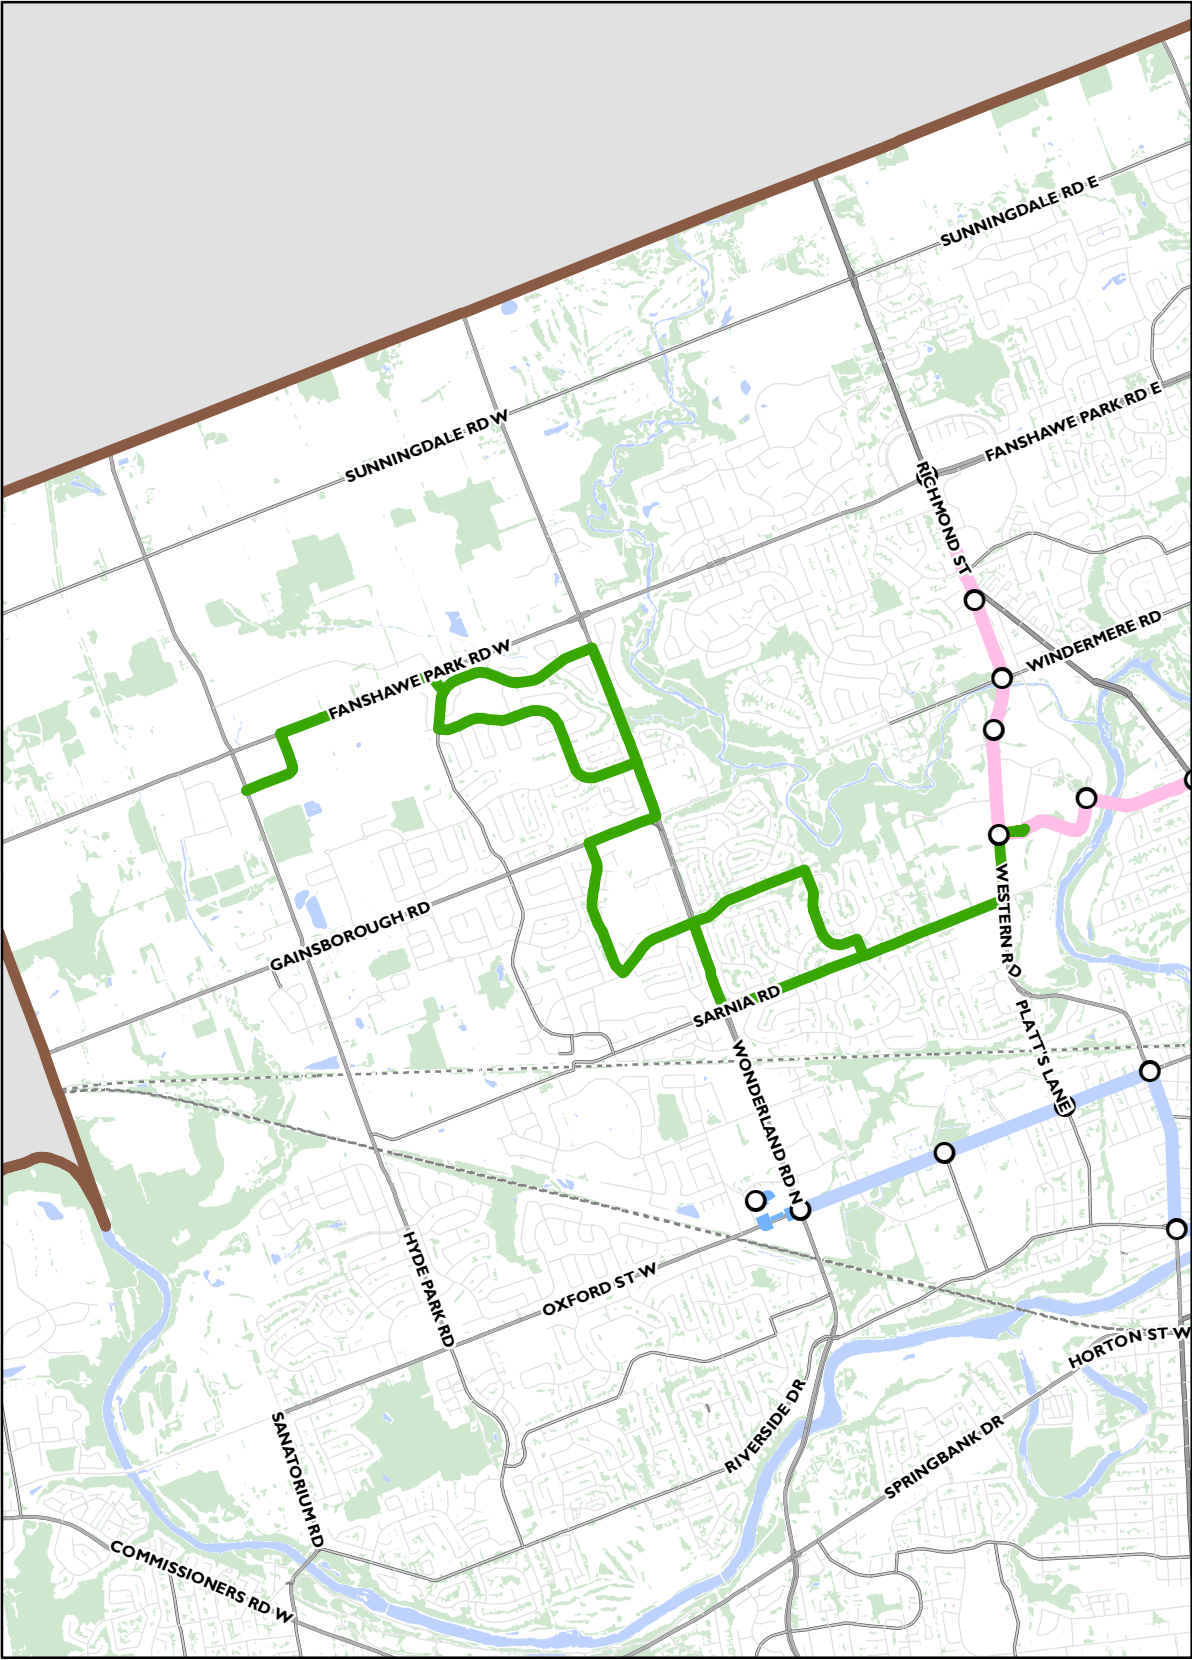 SUNNINGDALE RD E
FANSHAWE PARK RD E
SUNNINGDALE RD W
RICHMOND ST
WINDERMERE RD
FANSHAWE PARK RD W
GAINSBOROUGH RD
WESTERN RD
SARNIA RD
PLATT'S LANE
WONDERLAND RD N
HYDE PARK RD
OXFORD ST W
HORTON ST W
RIVERSIDE DR
SPRINGBANK DR
SANATORIUM RD
COMMISSIONERS RD W